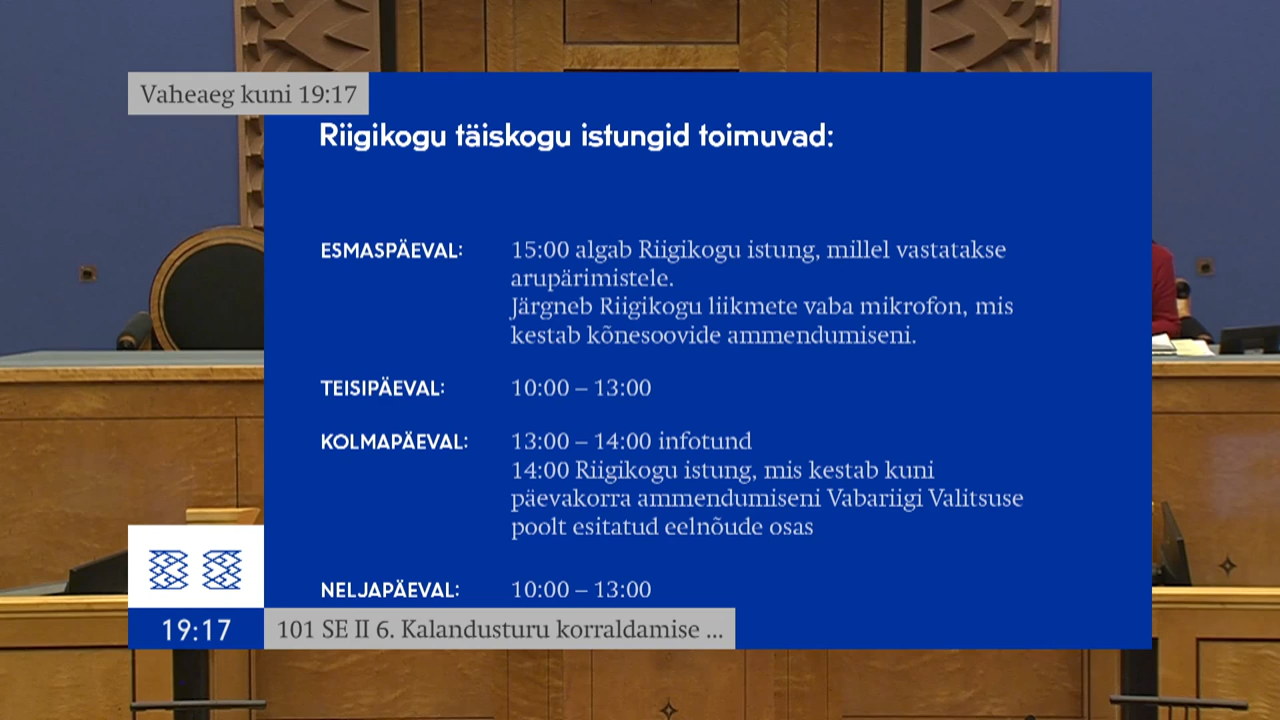 Vaheaeg kuni 19:17
Riigikogu täiskogu istungid toimuvad:
ESMASPÄEVAL: 15:00 algab Riigikogu istung, millel vastatakse
arupärimistele.
Järgneb Riigikogu liikmete vaba mikrofon, mis
kestab kõnesoovide ammendumiseni.
TEISIPÄEVAL: 10:00 – 13:00
KOLMAPÄEVAL: 13:00 – 14:00 infotund
14:00 Riigikogu istung, mis kestab kuni
päevakorra ammendumiseni Vabariigi Valitsuse
poolt esitatud eelnõude osas
NELJAPÄEVAL: 10:00 – 13:00
19:17 101 SE II 6. Kalandusturu korraldamise ...